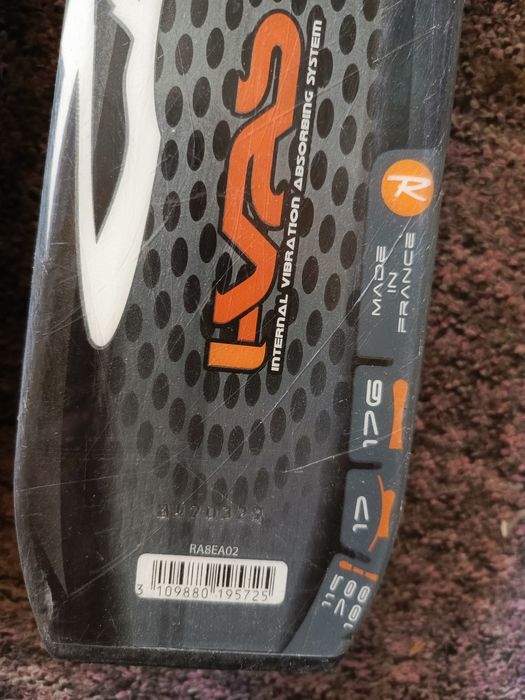 I-VAS
INTERNAL VIBRATION ABSORBING SYSTEM
R
MADE
IN
FRANCE
176
17
RA8EA02
3 109880 195725